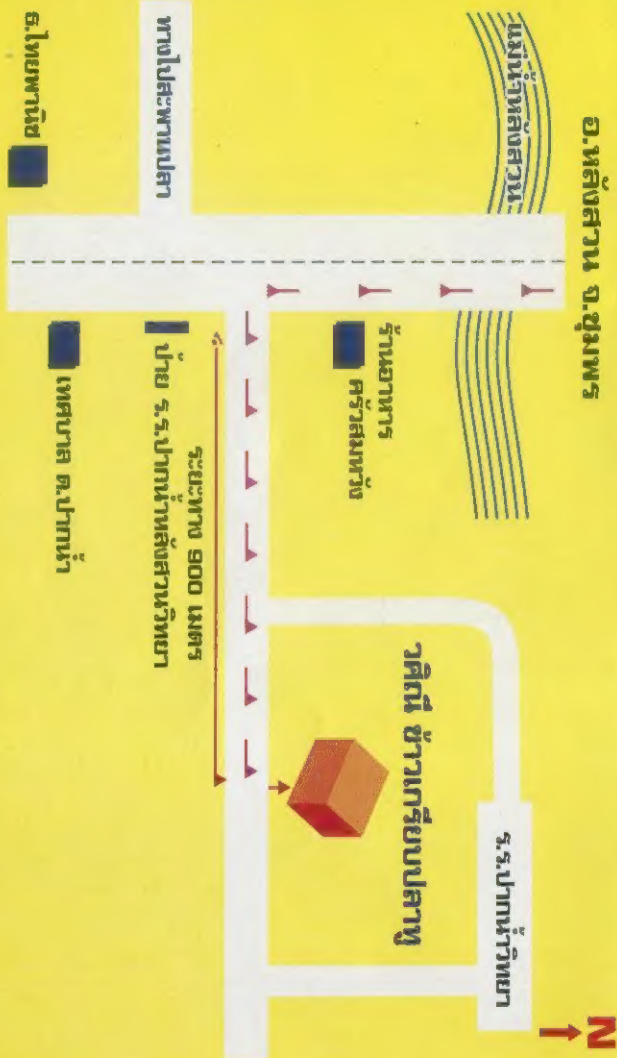 N
อ.หลังสวน จ.ชุมพร
แม่น้ำหลังสวน
ร.ร.ปากน้ำวิทยา
วศิณี ข้าวเกรียบปลาทู
ร้านอาหาร
ครัวสมหวัง
ระยะทาง 900 เมตร
ป้าย ร.ร.ปากน้ำหลังสวนวิทยา
ทางไปสะพานปลา
เทศบาล ต.ปากน้ำ
ธ.ไทยพานิช